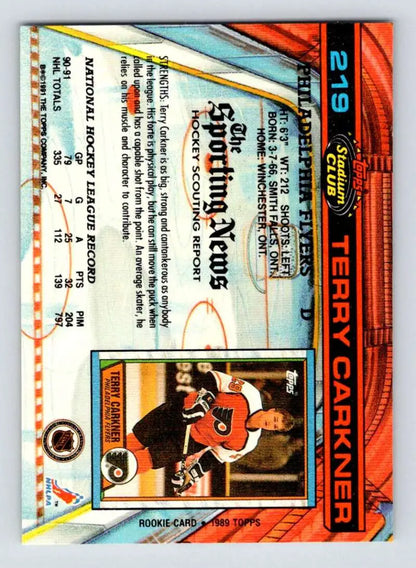 219
Topps
Stadium
CLUB
TERRY CARKNER
PHILADELPHIA FLYERS D
HT: 6'3" WT: 212 SHOOTS: LEFT
BORN: 3-7-66, SMITH FALLS, ONT.
HOME: WINCHESTER, ONT.
The
Sporting News
HOCKEY SCOUTING REPORT
STRENGTHS: Terry Carkner is as big, strong and cantankerous as anybody
in the league. His forte is physical play, but he can still move the puck when
called upon and has a capable shot from the point. An average skater, he
relies on his muscle and character to contribute.
NATIONAL HOCKEY LEAGUE RECORD
GP G A PTS PIM
90-91 79 7 25 32 204
NHL TOTALS 335 27 112 139 797
©1991 THE TOPPS COMPANY, INC.
TOPPS
TERRY CARKNER
PHILADELPHIA FLYERS
ROOKIE CARD • 1989 TOPPS
NHL
NHLPA
TM